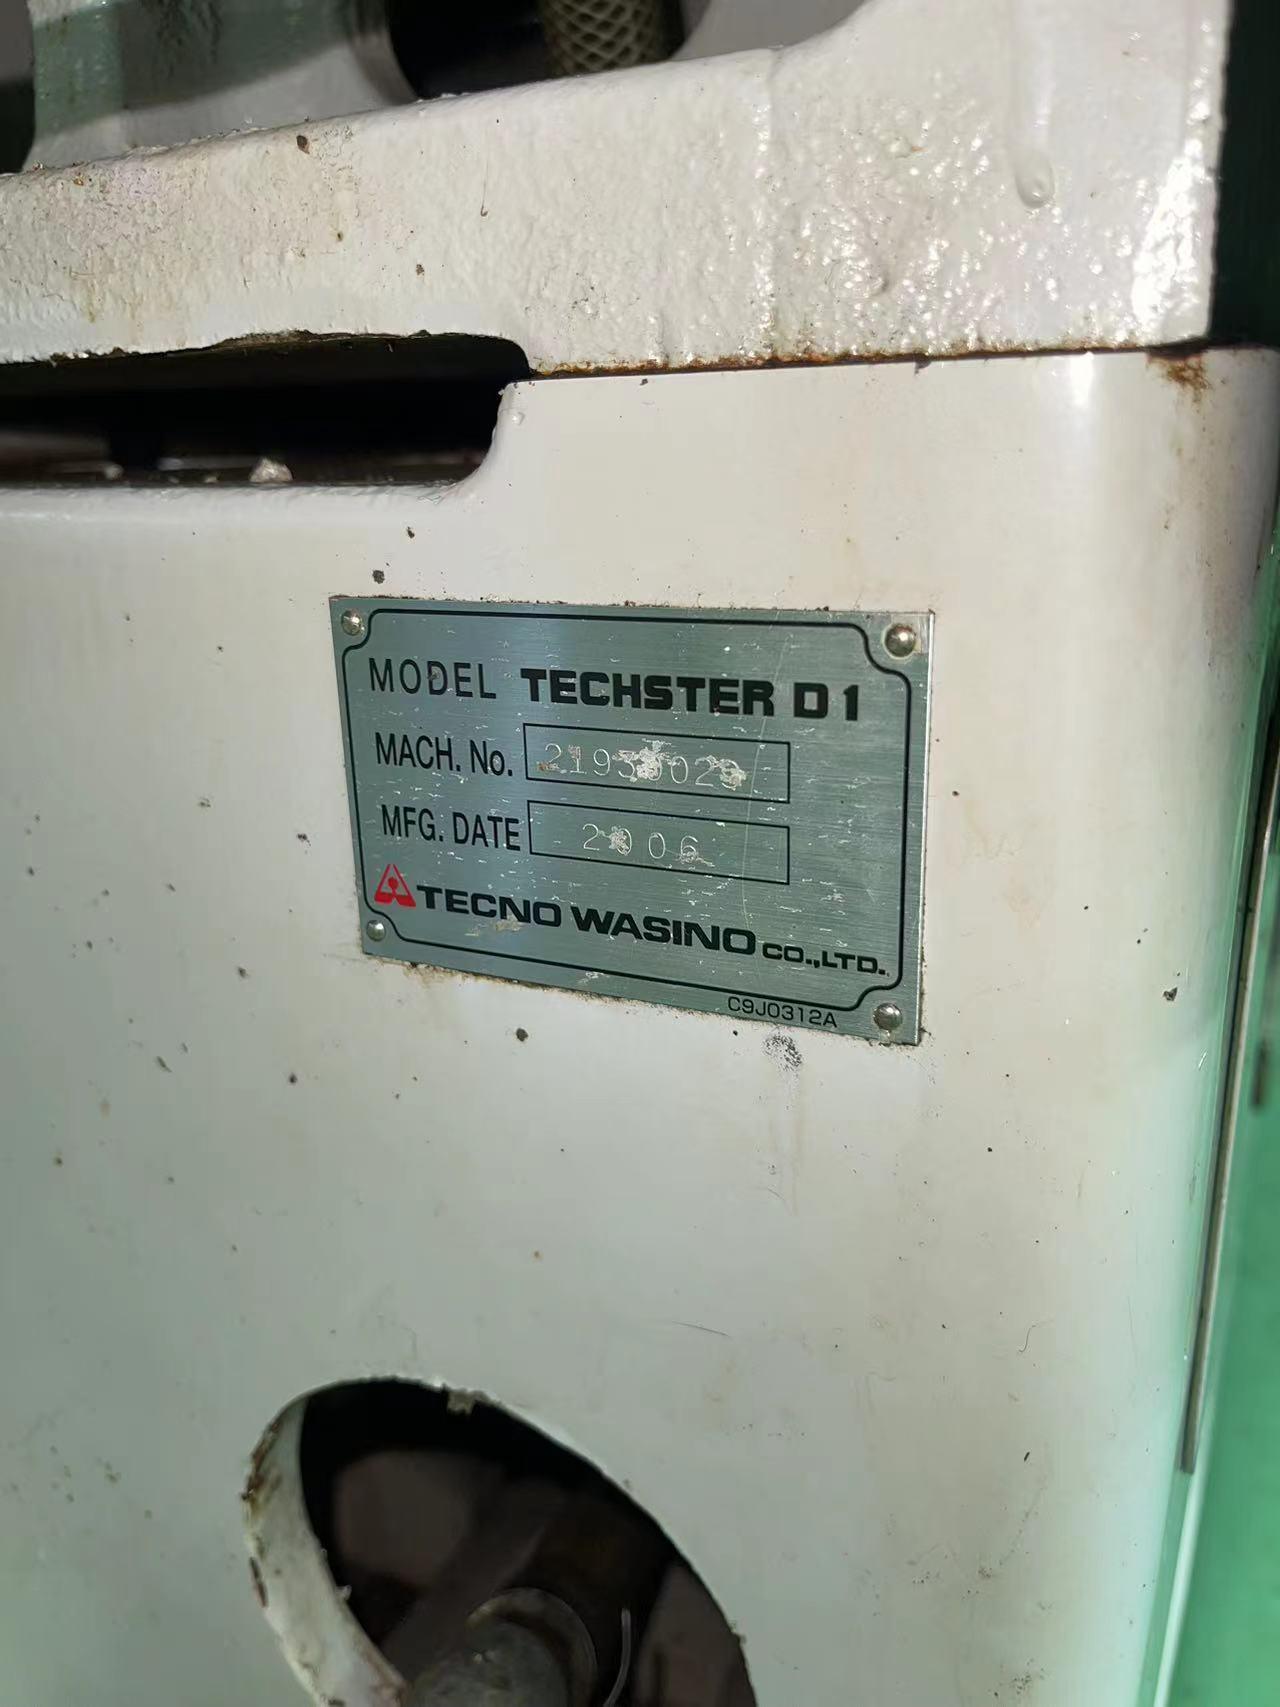 MODEL TECHSTER D1
MACH. No.
MFG. DATE 2006
TECNO WASINO CO.,LTD.
C9J0312A